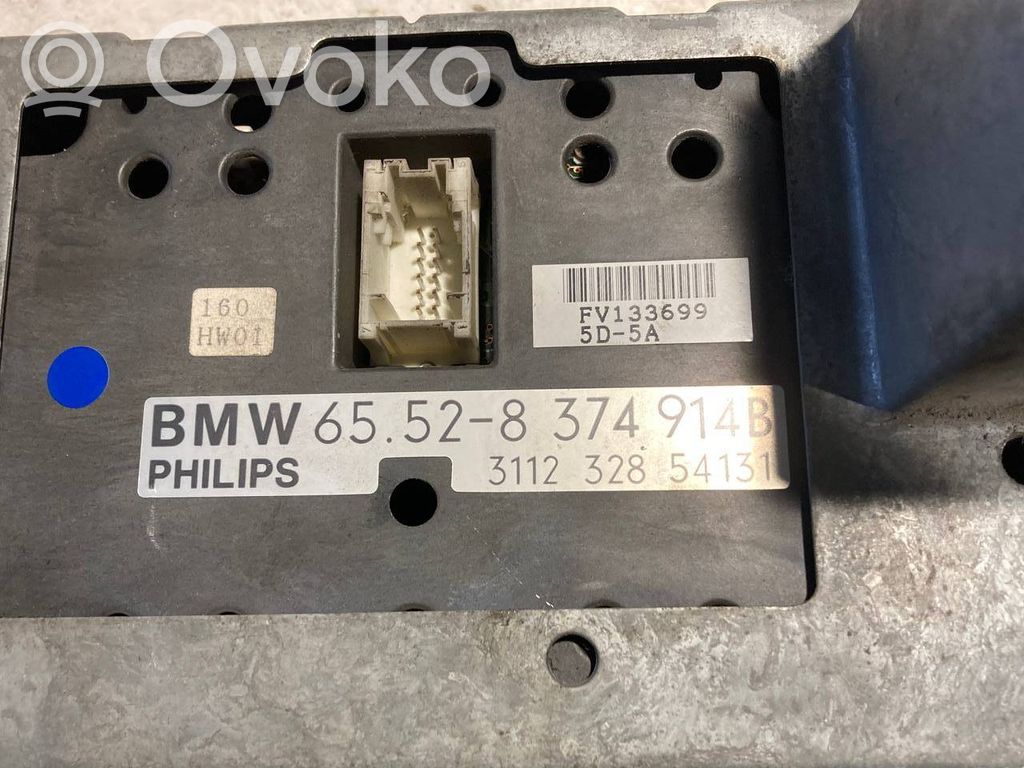 Ovoko
160
HW01
FV133699
5D-5A
BMW 65.52-8 374 914B
PHILIPS 3112 328 54131